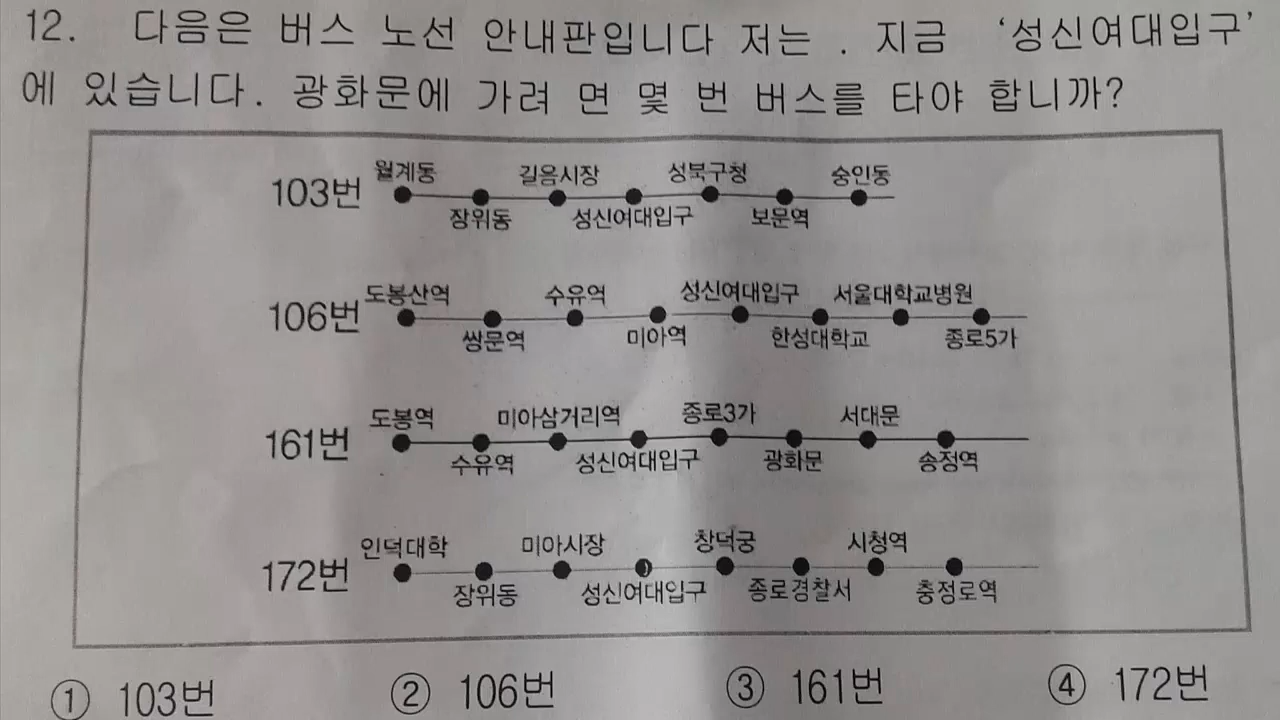 12. 다음은 버스 노선 안내판입니다 저는 . 지금 ‘성신여대입구’
에 있습니다. 광화문에 가려 면 몇 번 버스를 타야 합니까?
월계동 길음시장 성북구청 숭인동
103번
장위동 성신여대입구 보문역
도봉산역 수유역 성신여대입구 서울대학교병원
106번
쌍문역 미아역 한성대학교 종로5가
도봉역 미아삼거리역 종로3가 서대문
161번
수유역 성신여대입구 광화문 송정역
인덕대학 미아시장 창덕궁 시청역
172번
장위동 성신여대입구 종로경찰서 충정로역
① 103번 ② 106번 ③ 161번 ④ 172번